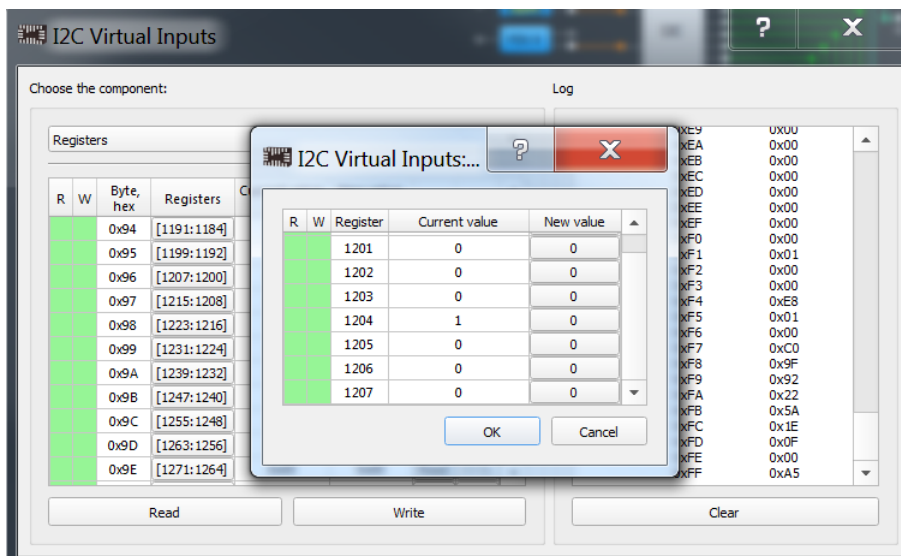 I2C Virtual Inputs
?
X
Choose the component:
Log
Registers
R W Byte, hex Registers
0x94 [1191:1184]
0x95 [1199:1192]
0x96 [1207:1200]
0x97 [1215:1208]
0x98 [1223:1216]
0x99 [1231:1224]
0x9A [1239:1232]
0x9B [1247:1240]
0x9C [1255:1248]
0x9D [1263:1256]
0x9E [1271:1264]
Read
Write
I2C Virtual Inputs:...
?
X
R W Register Current value New value
1201 0 0
1202 0 0
1203 0 0
1204 1 0
1205 0 0
1206 0 0
1207 0 0
OK
Cancel
xE9 0x00
xEA 0x00
xEB 0x00
xEC 0x00
xED 0x00
xEE 0x00
xEF 0x00
xF0 0x00
xF1 0x01
xF2 0x00
xF3 0x00
xF4 0xE8
xF5 0x01
xF6 0x00
xF7 0xC0
xF8 0x9F
xF9 0x92
xFA 0x22
xFB 0x5A
xFC 0x1E
xFD 0x0F
xFE 0x00
xFF 0xA5
Clear